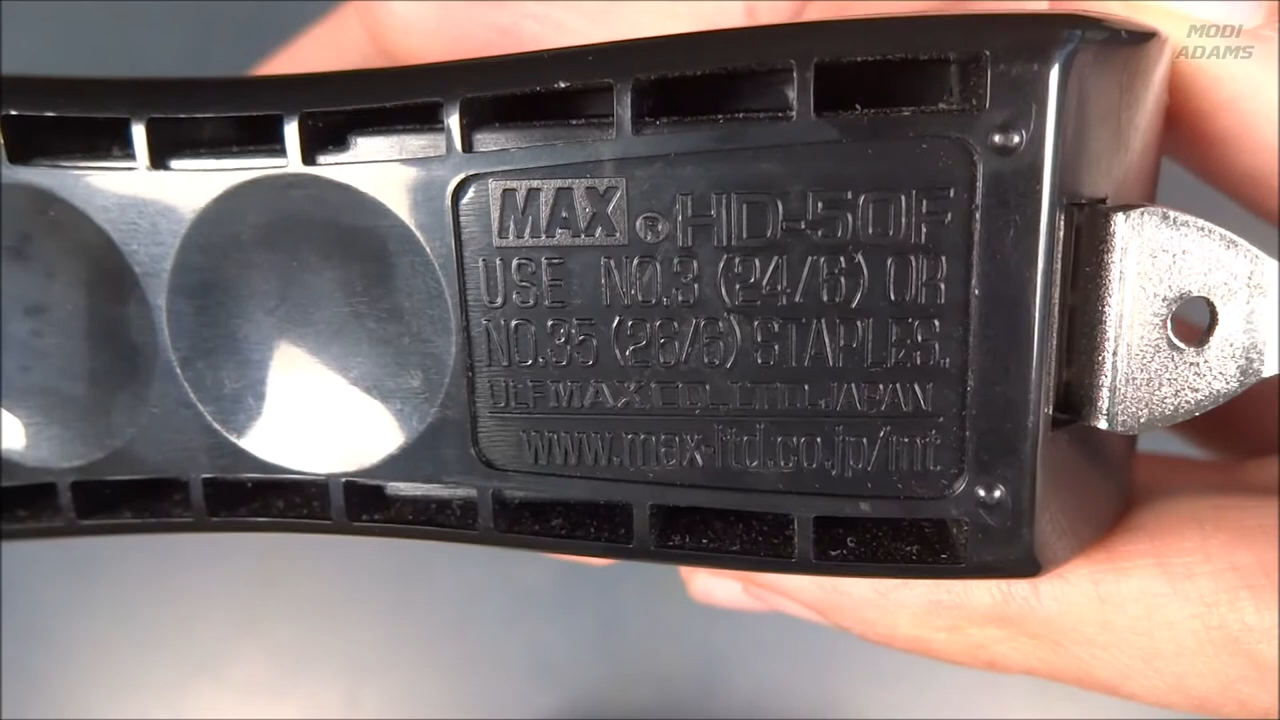 MODI
ADAMS
MAX® HD-50F
USE NO.3 (24/6) OR
NO.35 (26/6) STAPLES.
MAX CO., LTD. JAPAN
www.max-ltd.co.jp/int